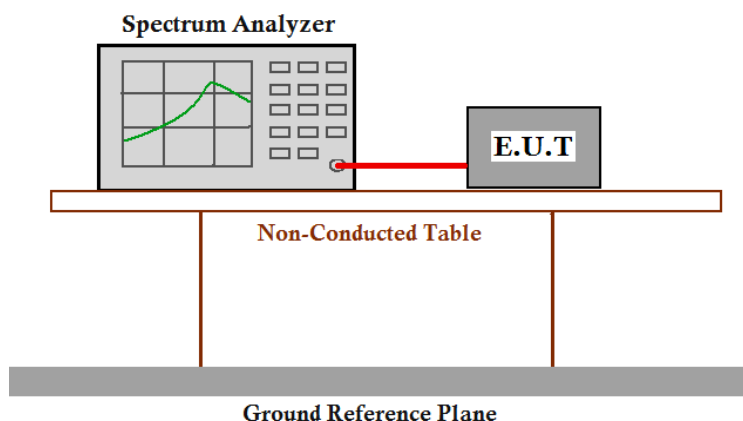 Spectrum Analyzer
E.U.T
Non-Conducted Table
Ground Reference Plane